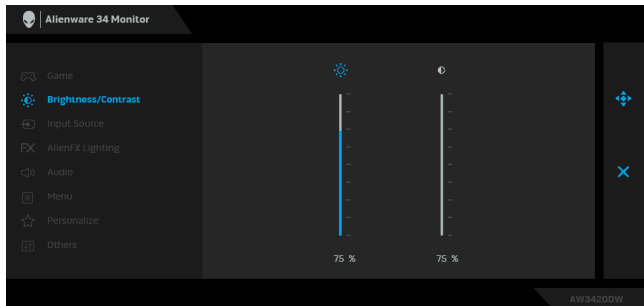 Alienware 34 Monitor
Game
Brightness/Contrast
Input Source
AlienFX Lighting
Audio
Menu
Personalize
Others
75 %
75 %
AW3420DW